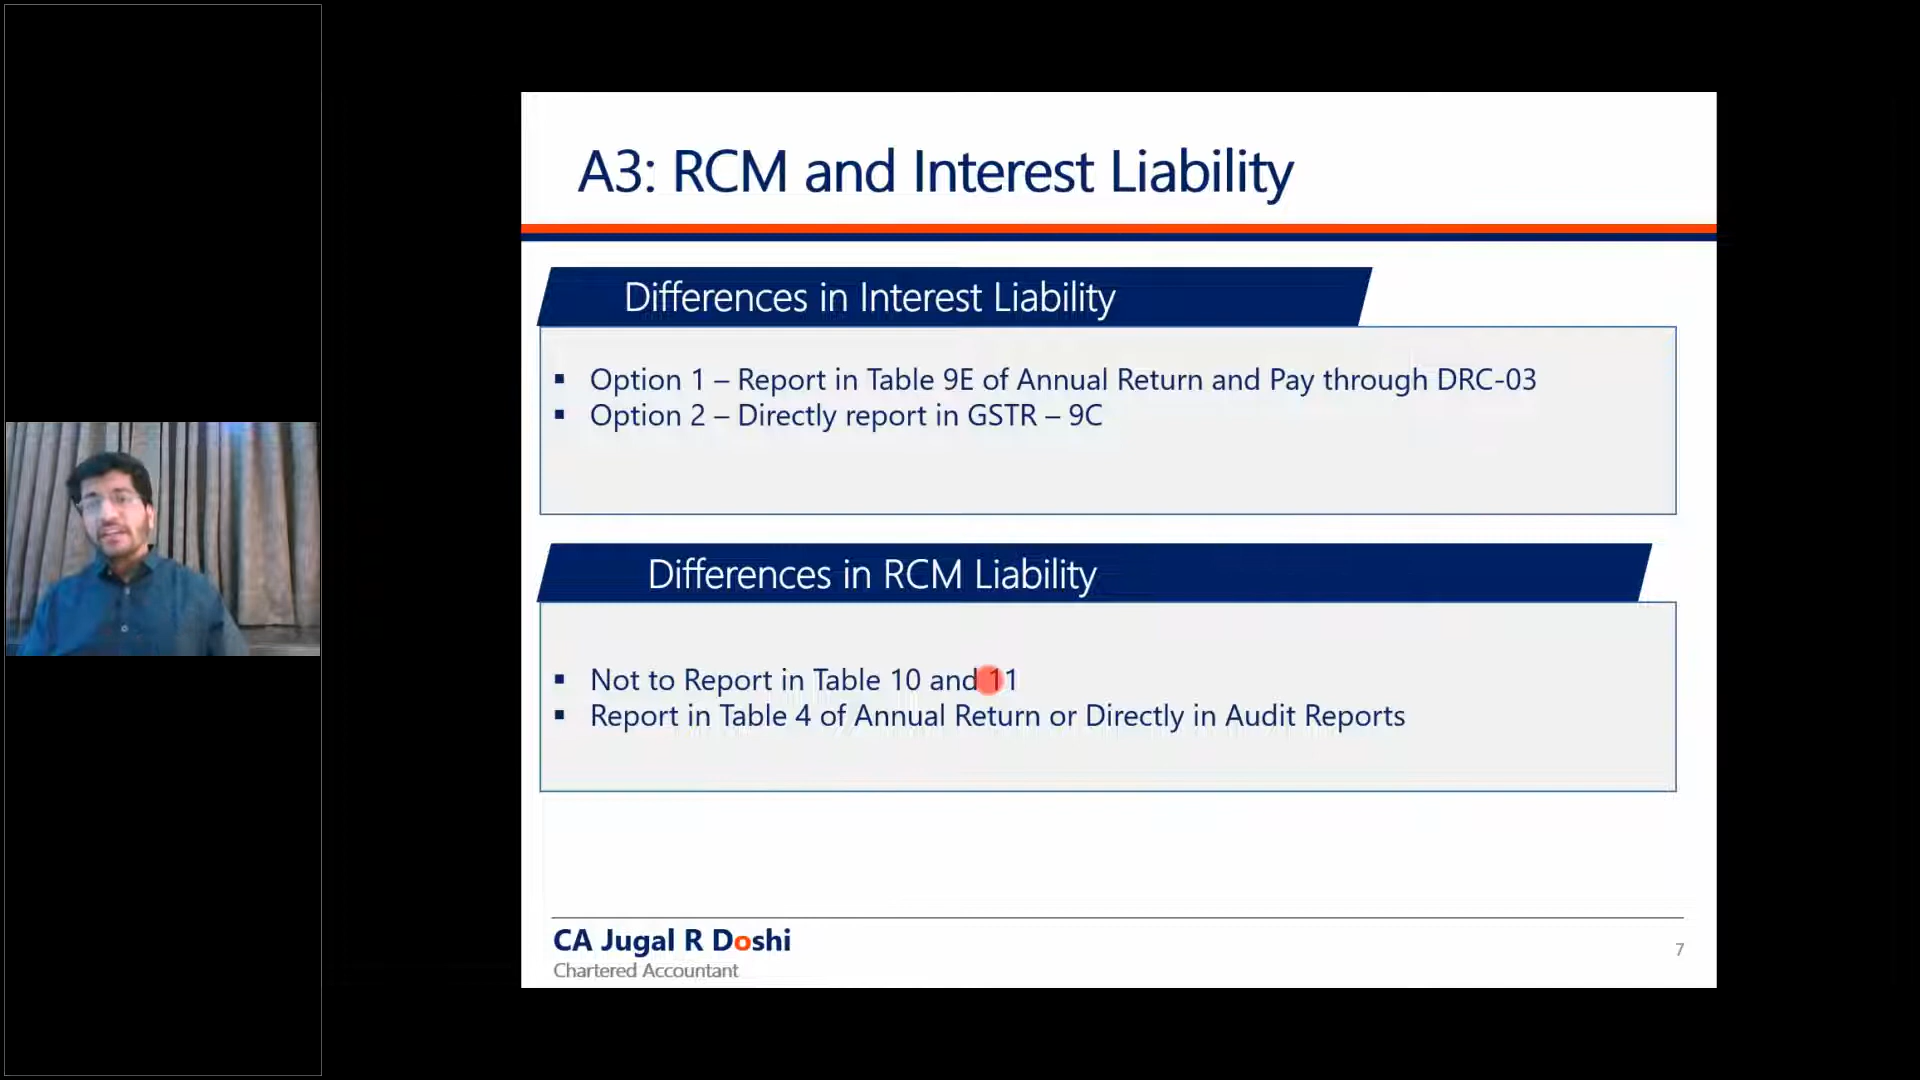 A3: RCM and Interest Liability
Differences in Interest Liability
▪ Option 1 – Report in Table 9E of Annual Return and Pay through DRC-03
▪ Option 2 – Directly report in GSTR – 9C
Differences in RCM Liability
▪ Not to Report in Table 10 and 11
▪ Report in Table 4 of Annual Return or Directly in Audit Reports
CA Jugal R Doshi
Chartered Accountant
7